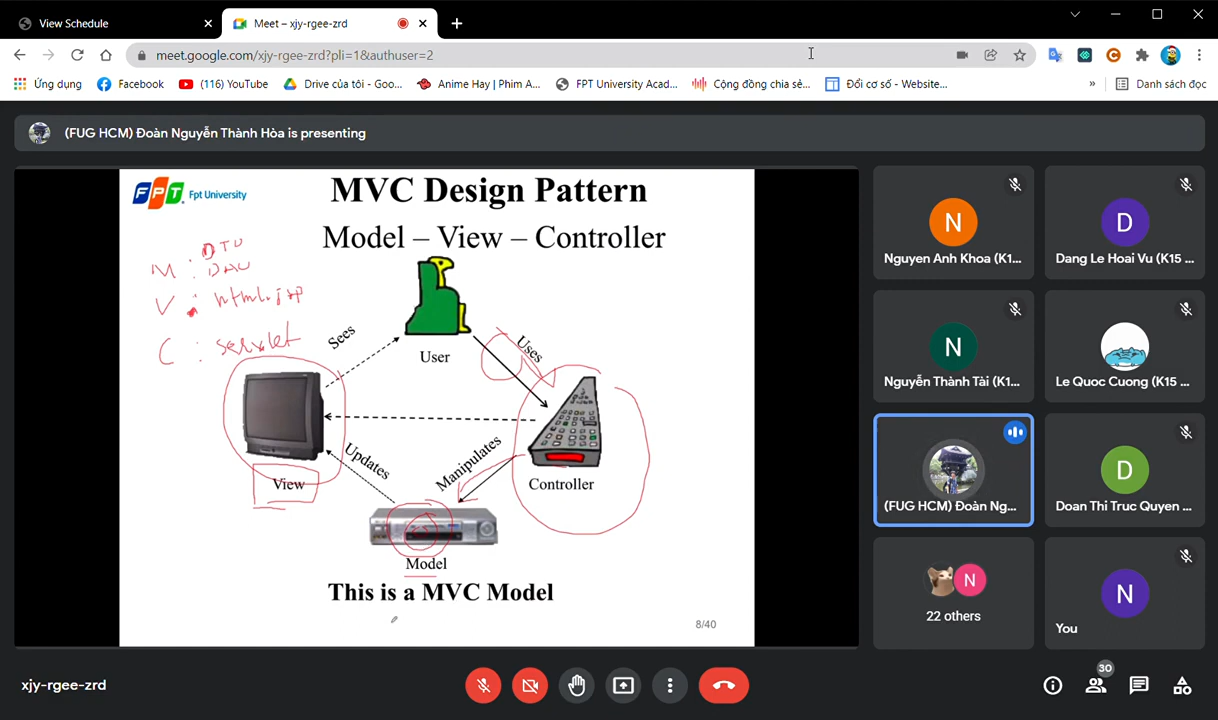 View Schedule
Meet – xjy-rgee-zrd
meet.google.com/xjy-rgee-zrd?pli=1&authuser=2
Ứng dụng
Facebook
(116) YouTube
Drive của tôi - Goo...
Anime Hay | Phim A...
FPT University Acad...
Cộng đồng chia sẻ...
Đổi cơ số - Website...
»
Danh sách đọc
(FUG HCM) Đoàn Nguyễn Thành Hòa is presenting
FPT Fpt University
MVC Design Pattern
Model – View – Controller
DTO
M : DAO
V : html.jsp
C : servlet
Sees
User
Uses
Updates
Manipulates
View
Controller
Model
This is a MVC Model
8/40
N
Nguyen Anh Khoa (K1...
D
Dang Le Hoai Vu (K15 ...
N
Nguyễn Thành Tài (K1...
Le Quoc Cuong (K15 ...
(FUG HCM) Đoàn Ng...
D
Doan Thi Truc Quyen ...
N
22 others
N
You
xjy-rgee-zrd
30